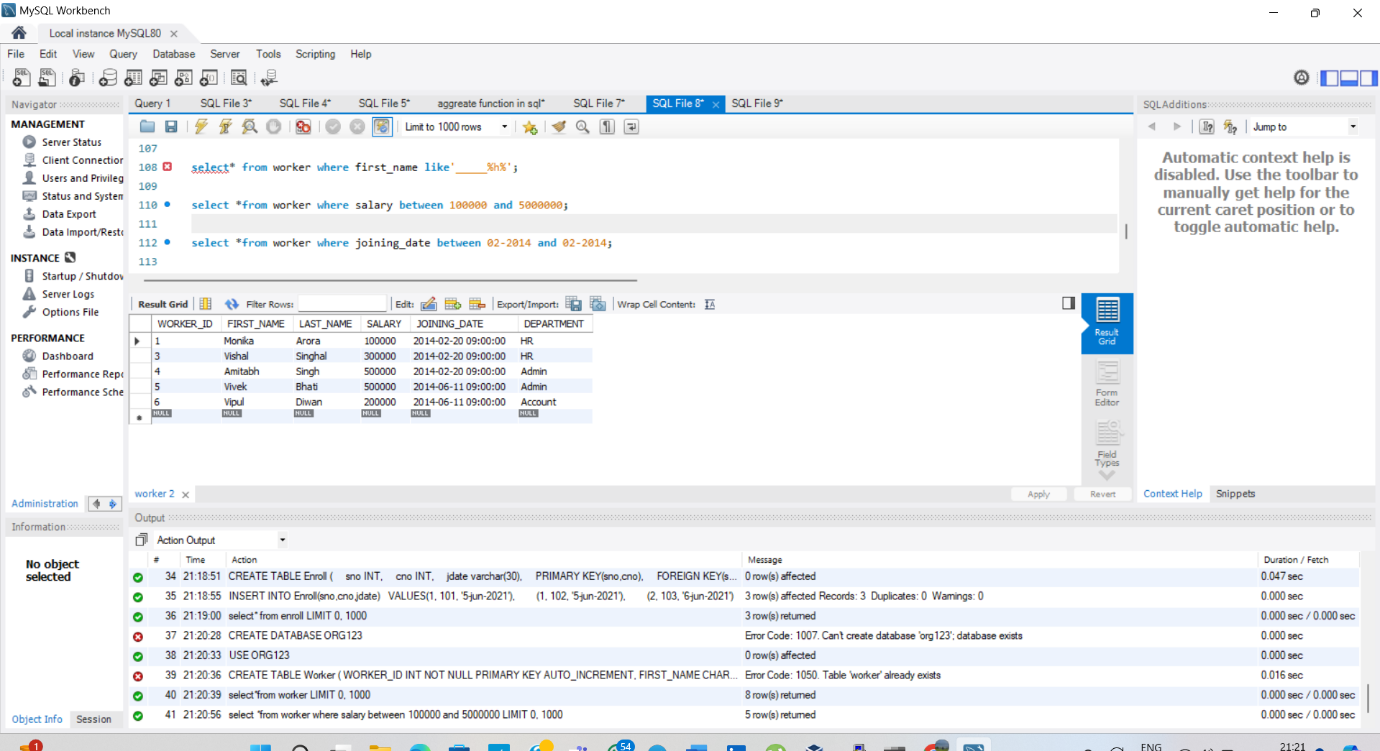 MySQL Workbench
Local instance MySQL80
File Edit View Query Database Server Tools Scripting Help
Navigator
Query 1 SQL File 3* SQL File 4* SQL File 5* aggreate function in sql* SQL File 7* SQL File 8* SQL File 9*
SQLAdditions
MANAGEMENT
Server Status
Client Connection
Users and Privileg
Status and System
Data Export
Data Import/Resto
INSTANCE
Startup / Shutdov
Server Logs
Options File
PERFORMANCE
Dashboard
Performance Repo
Performance Sche
Administration
Information
No object
selected
Object Info Session
Limit to 1000 rows
107
108 select* from worker where first_name like'_____%h%';
109
110 select *from worker where salary between 100000 and 5000000;
111
112 select *from worker where joining_date between 02-2014 and 02-2014;
113
Result Grid Filter Rows: Edit: Export/Import: Wrap Cell Content:
WORKER_ID FIRST_NAME LAST_NAME SALARY JOINING_DATE DEPARTMENT
1 Monika Arora 100000 2014-02-20 09:00:00 HR
3 Vishal Singhal 300000 2014-02-20 09:00:00 HR
4 Amitabh Singh 500000 2014-02-20 09:00:00 Admin
5 Vivek Bhati 500000 2014-06-11 09:00:00 Admin
6 Vipul Diwan 200000 2014-06-11 09:00:00 Account
NULL NULL NULL NULL NULL NULL
Result
Grid
Form
Editor
Field
Types
worker 2
Apply Revert
Jump to
Automatic context help is
disabled. Use the toolbar to
manually get help for the
current caret position or to
toggle automatic help.
Context Help Snippets
Output
Action Output
# Time Action Message Duration / Fetch
34 21:18:51 CREATE TABLE Enroll ( sno INT, cno INT, jdate varchar(30), PRIMARY KEY(sno,cno), FOREIGN KEY(s... 0 row(s) affected 0.047 sec
35 21:18:55 INSERT INTO Enroll(sno,cno,jdate) VALUES(1, 101, '5-jun-2021'), (1, 102, '5-jun-2021'), (2, 103, '6-jun-2021') 3 row(s) affected Records: 3 Duplicates: 0 Warnings: 0 0.000 sec
36 21:19:00 select* from enroll LIMIT 0, 1000 3 row(s) returned 0.000 sec / 0.000 sec
37 21:20:28 CREATE DATABASE ORG123 Error Code: 1007. Can't create database 'org123'; database exists 0.000 sec
38 21:20:33 USE ORG123 0 row(s) affected 0.000 sec
39 21:20:36 CREATE TABLE Worker ( WORKER_ID INT NOT NULL PRIMARY KEY AUTO_INCREMENT, FIRST_NAME CHAR... Error Code: 1050. Table 'worker' already exists 0.016 sec
40 21:20:39 select*from worker LIMIT 0, 1000 8 row(s) returned 0.000 sec / 0.000 sec
41 21:20:56 select *from worker where salary between 100000 and 5000000 LIMIT 0, 1000 5 row(s) returned 0.000 sec / 0.000 sec
1
54
ENG
21:21